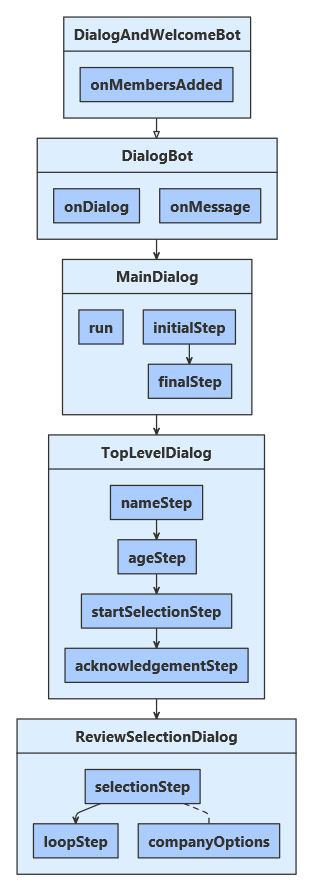 DialogAndWelcomeBot
onMembersAdded
DialogBot
onDialog onMessage
MainDialog
run initialStep
finalStep
TopLevelDialog
nameStep
ageStep
startSelectionStep
acknowledgementStep
ReviewSelectionDialog
selectionStep
loopStep companyOptions